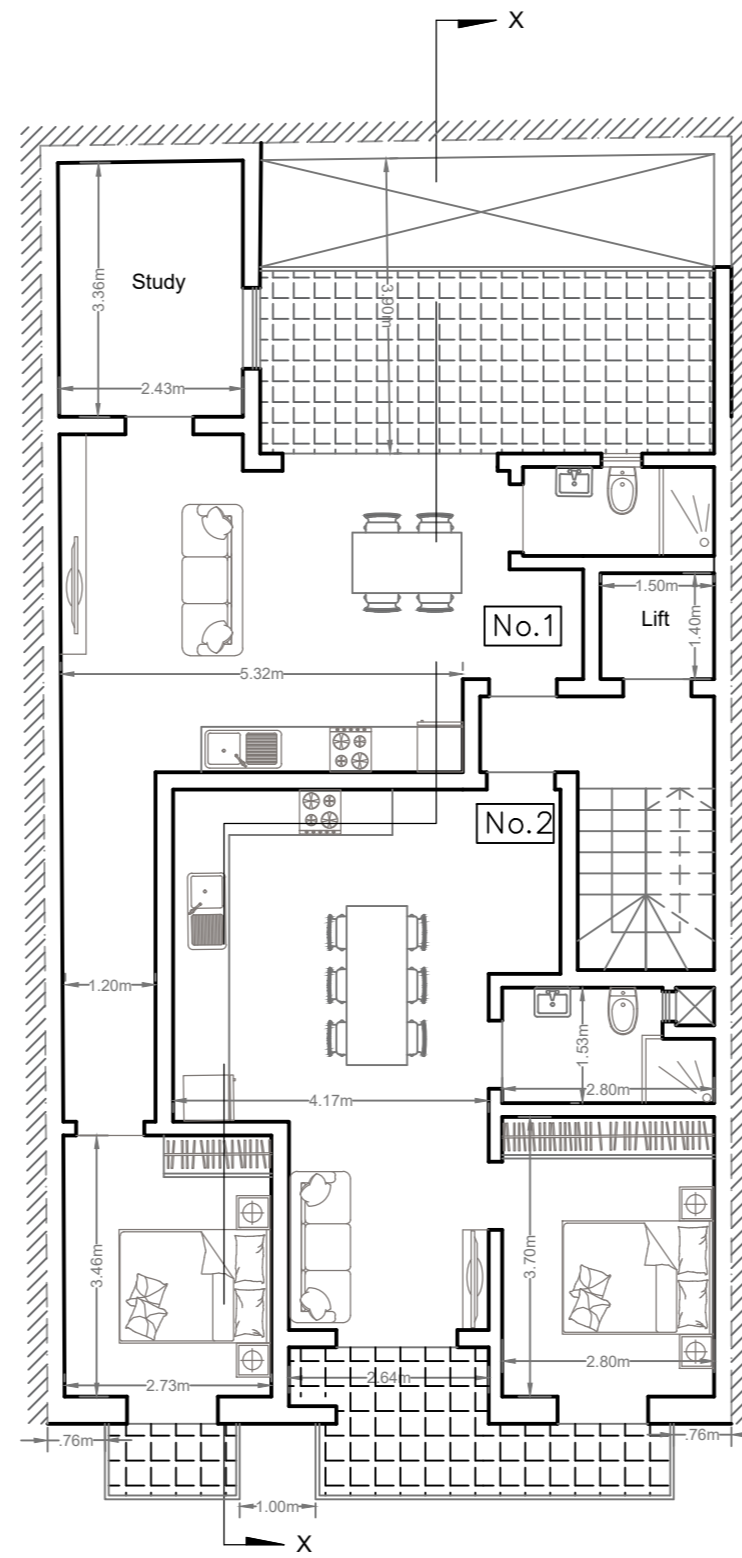 X
Study
3.36m
3.90m
2.43m
1.50m
Lift
1.40m
No.1
5.32m
No.2
1.20m
1.53m
2.80m
4.17m
3.46m
3.70m
2.73m
2.64m
2.80m
.76m
.76m
1.00m
X